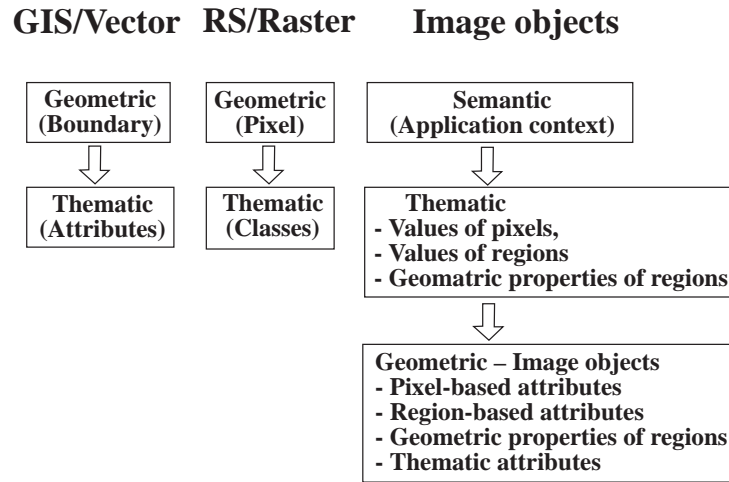 GIS/Vector
Geometric
(Boundary)
Thematic
(Attributes)
RS/Raster
Geometric
(Pixel)
Thematic
(Classes)
Image objects
Semantic
(Application context)
Thematic
- Values of pixels,
- Values of regions
- Geomatric properties of regions
Geometric – Image objects
- Pixel-based attributes
- Region-based attributes
- Geometric properties of regions
- Thematic attributes